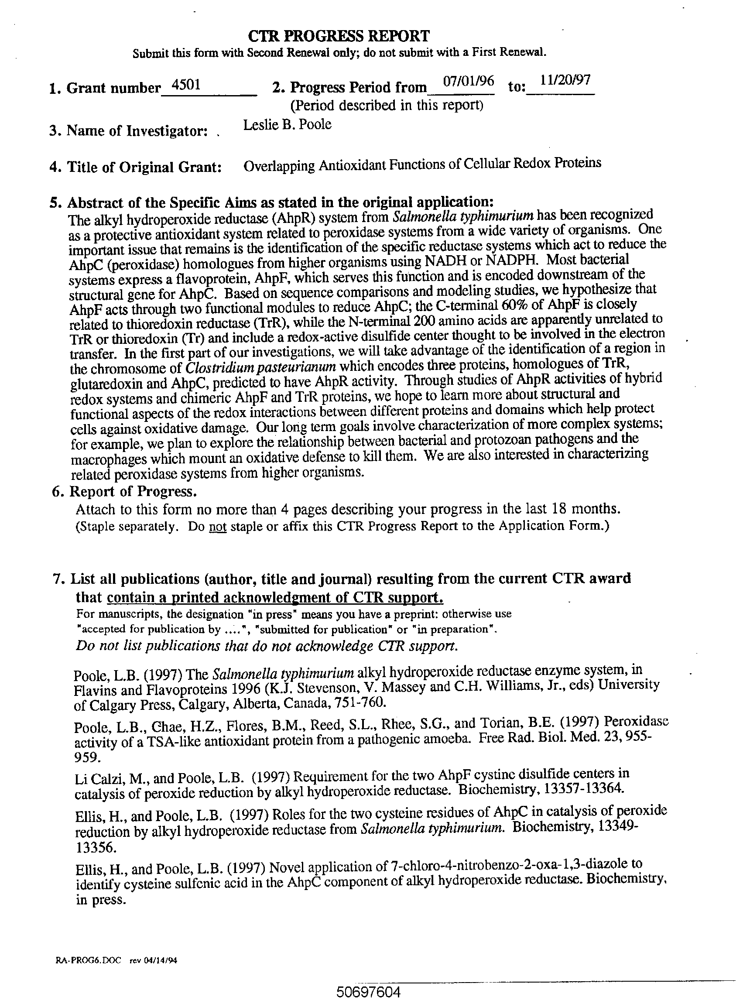 CTR PROGRESS REPORT
Submit this form with Second Renewal only; do not submit with a First Renewal.
1. Grant number 4501 2. Progress Period from 07/01/96 to: 11/20/97
(Period described in this report)
3. Name of Investigator: . Leslie B. Poole
4. Title of Original Grant: Overlapping Antioxidant Functions of Cellular Redox Proteins
5. Abstract of the Specific Aims as stated in the original application:
The alkyl hydroperoxide reductase (AhpR) system from Salmonella typhimurium has been recognized
as a protective antioxidant system related to peroxidase systems from a wide variety of organisms. One
important issue that remains is the identification of the specific reductase systems which act to reduce the
AhpC (peroxidase) homologues from higher organisms using NADH or NADPH. Most bacterial
systems express a flavoprotein, AhpF, which serves this function and is encoded downstream of the
structural gene for AhpC. Based on sequence comparisons and modeling studies, we hypothesize that
AhpF acts through two functional modules to reduce AhpC; the C-terminal 60% of AhpF is closely
related to thioredoxin reductase (TrR), while the N-terminal 200 amino acids are apparently unrelated to
TrR or thioredoxin (Tr) and include a redox-active disulfide center thought to be involved in the electron
transfer. In the first part of our investigations, we will take advantage of the identification of a region in
the chromosome of Clostridium pasteurianum which encodes three proteins, homologues of TrR,
glutaredoxin and AhpC, predicted to have AhpR activity. Through studies of AhpR activities of hybrid
redox systems and chimeric AhpF and TrR proteins, we hope to learn more about structural and
functional aspects of the redox interactions between different proteins and domains which help protect
cells against oxidative damage. Our long term goals involve characterization of more complex systems;
for example, we plan to explore the relationship between bacterial and protozoan pathogens and the
macrophages which mount an oxidative defense to kill them. We are also interested in characterizing
related peroxidase systems from higher organisms.
6. Report of Progress.
Attach to this form no more than 4 pages describing your progress in the last 18 months.
(Staple separately. Do not staple or affix this CTR Progress Report to the Application Form.)
7. List all publications (author, title and journal) resulting from the current CTR award
that contain a printed acknowledgment of CTR support.
For manuscripts, the designation "in press" means you have a preprint: otherwise use
"accepted for publication by ....", "submitted for publication" or "in preparation".
Do not list publications that do not acknowledge CTR support.
Poole, L.B. (1997) The Salmonella typhimurium alkyl hydroperoxide reductase enzyme system, in
Flavins and Flavoproteins 1996 (K.J. Stevenson, V. Massey and C.H. Williams, Jr., eds) University
of Calgary Press, Calgary, Alberta, Canada, 751-760.
Poole, L.B., Chae, H.Z., Flores, B.M., Reed, S.L., Rhee, S.G., and Torian, B.E. (1997) Peroxidase
activity of a TSA-like antioxidant protein from a pathogenic amoeba. Free Rad. Biol. Med. 23, 955-
959.
Li Calzi, M., and Poole, L.B. (1997) Requirement for the two AhpF cystine disulfide centers in
catalysis of peroxide reduction by alkyl hydroperoxide reductase. Biochemistry, 13357-13364.
Ellis, H., and Poole, L.B. (1997) Roles for the two cysteine residues of AhpC in catalysis of peroxide
reduction by alkyl hydroperoxide reductase from Salmonella typhimurium. Biochemistry, 13349-
13356.
Ellis, H., and Poole, L.B. (1997) Novel application of 7-chloro-4-nitrobenzo-2-oxa-1,3-diazole to
identify cysteine sulfenic acid in the AhpC component of alkyl hydroperoxide reductase. Biochemistry,
in press.
RA-PROG6.DOC rev 04/14/94
50697604